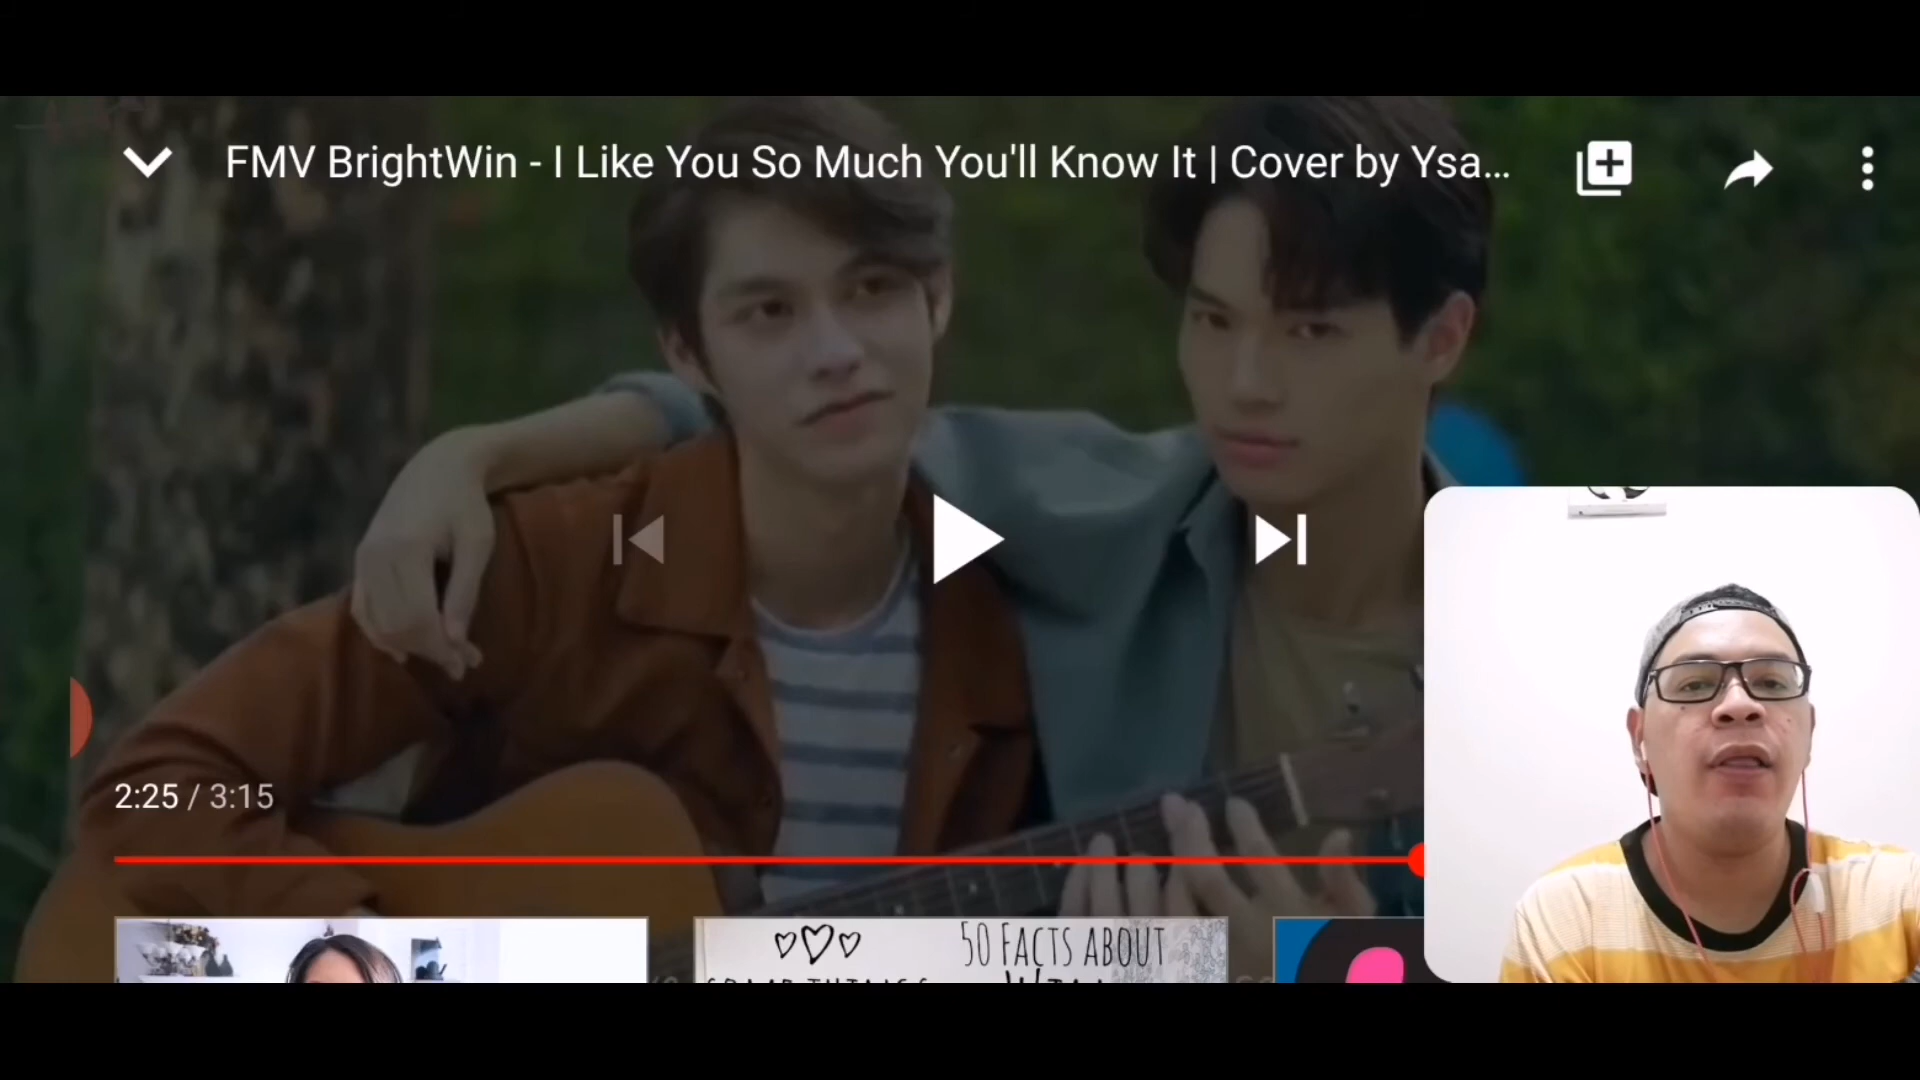 FMV BrightWin - I Like You So Much You'll Know It | Cover by Ysa...
2:25 / 3:15
50 FACTS ABOUT